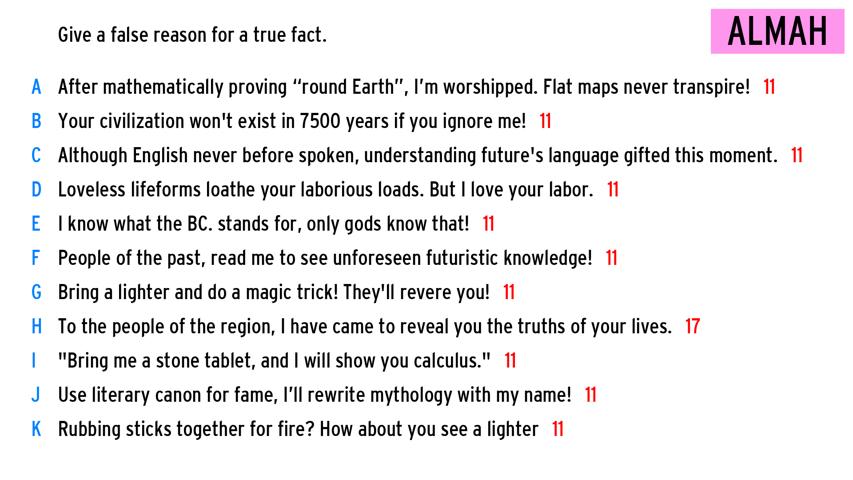 Give a false reason for a true fact.
ALMAH
A After mathematically proving “round Earth”, I’m worshipped. Flat maps never transpire! 11
B Your civilization won't exist in 7500 years if you ignore me! 11
C Although English never before spoken, understanding future's language gifted this moment. 11
D Loveless lifeforms loathe your laborious loads. But I love your labor. 11
E I know what the BC. stands for, only gods know that! 11
F People of the past, read me to see unforeseen futuristic knowledge! 11
G Bring a lighter and do a magic trick! They'll revere you! 11
H To the people of the region, I have came to reveal you the truths of your lives. 17
I "Bring me a stone tablet, and I will show you calculus." 11
J Use literary canon for fame, I’ll rewrite mythology with my name! 11
K Rubbing sticks together for fire? How about you see a lighter 11